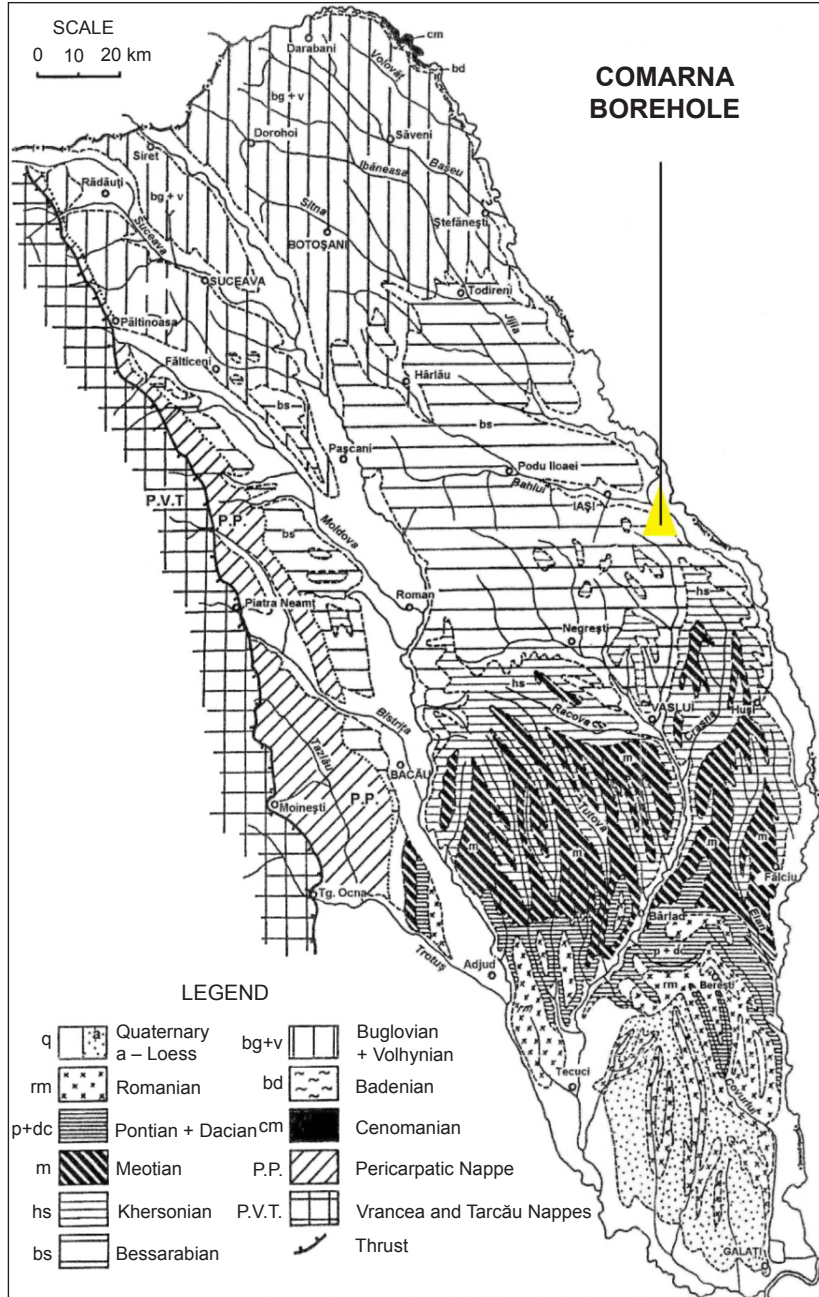 SCALE
0 10 20 km
COMARNA
BOREHOLE
cm
bd
Darabani
Volovăț
bg + v
Dorohoi
Săveni
Ibăneasa
Bașeu
Siret
Rădăuți
bg + v
Sitna
Ștefănești
Suceava
BOTOȘANI
SUCEAVA
Todireni
Jijia
Păltinoasa
Fălticeni
Hârlău
bs
bs
Pașcani
Podu Iloaei
Bahlui
IAȘI
P.V.T
P.P.
Moldova
bs
hs
Piatra Neamț
Roman
Negrești
hs
Racova
VASLUI
Crasna
Huși
Bistrița
m
Tazlău
BACĂU
P.P.
Moinești
Tutova
m
m
m
m
Fălciu
Tg. Ocna
Bârlad
Elan
Trotuș
p + dc
Adjud
rm
Berești
rm
Tecuci
GALAȚI
LEGEND
q a Quaternary
a – Loess
rm Romanian
p+dc Pontian + Dacian
m Meotian
hs Khersonian
bs Bessarabian
bg+v Buglovian
+ Volhynian
bd Badenian
cm Cenomanian
P.P. Pericarpatic Nappe
P.V.T. Vrancea and Tarcău Nappes
Thrust